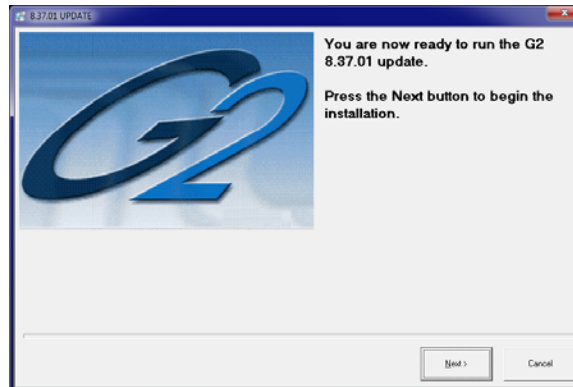 8.37.01 UPDATE
G2
You are now ready to run the G2
8.37.01 update.
Press the Next button to begin the
installation.
Next >
Cancel